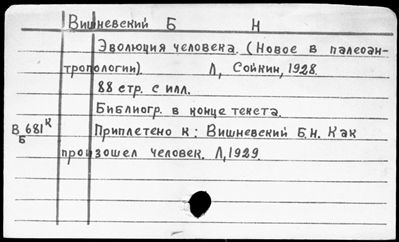 Вишневский Б Н
Эволюция человека. (Новое в палеоан-
тропологии) Л, Сойкин, 1928.
88 стр. с илл.
Библиогр. в конце текста.
В 681к Приплетено к: Вишневский Б.Н. Как
Б
произошел человек. Л, 1929.